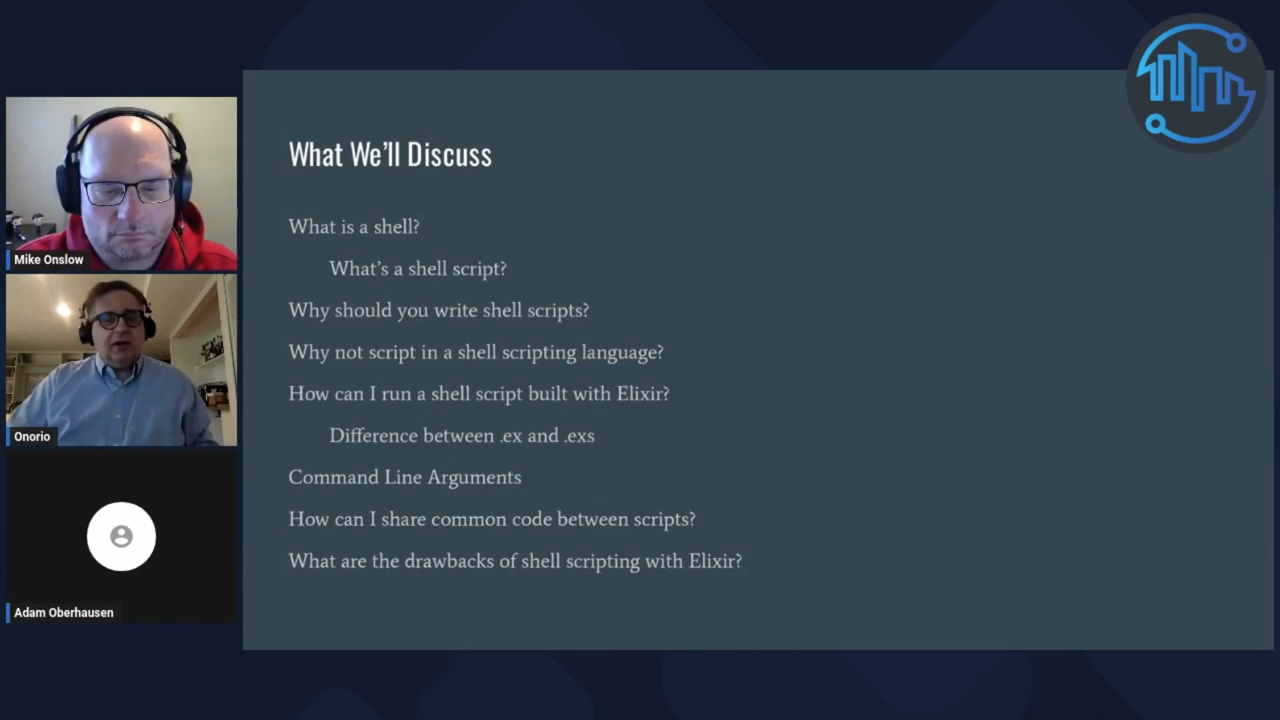 What We'll Discuss
What is a shell?
What's a shell script?
Why should you write shell scripts?
Why not script in a shell scripting language?
How can I run a shell script built with Elixir?
Difference between .ex and .exs
Command Line Arguments
How can I share common code between scripts?
What are the drawbacks of shell scripting with Elixir?
Mike Onslow
Onorio
Adam Oberhausen